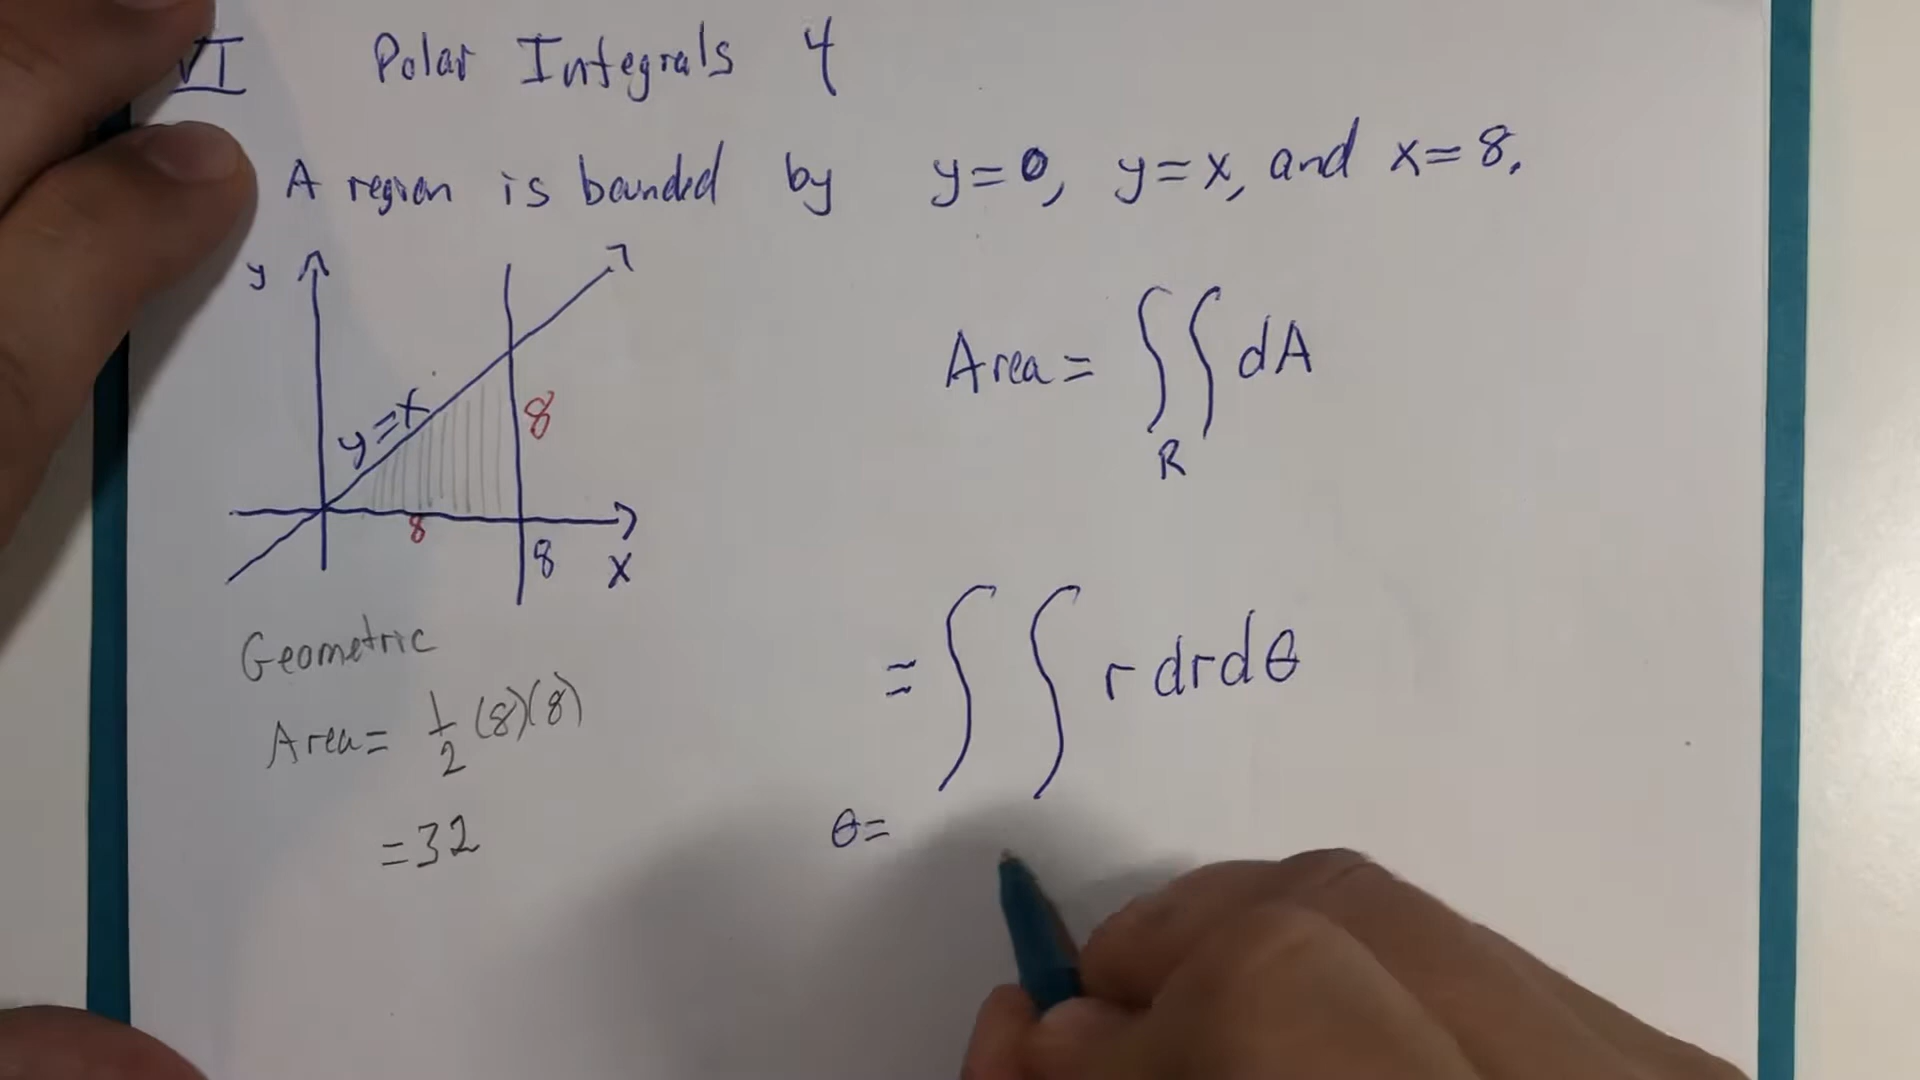 VI Polar Integrals 4
A region is bounded by y=0, y=x, and x=8.
y
y=x
8
8
8 x
Geometric
Area= 1/2 (8)(8)
=32
Area= ∫∫ dA
R
=∫∫ r dr dθ
θ=